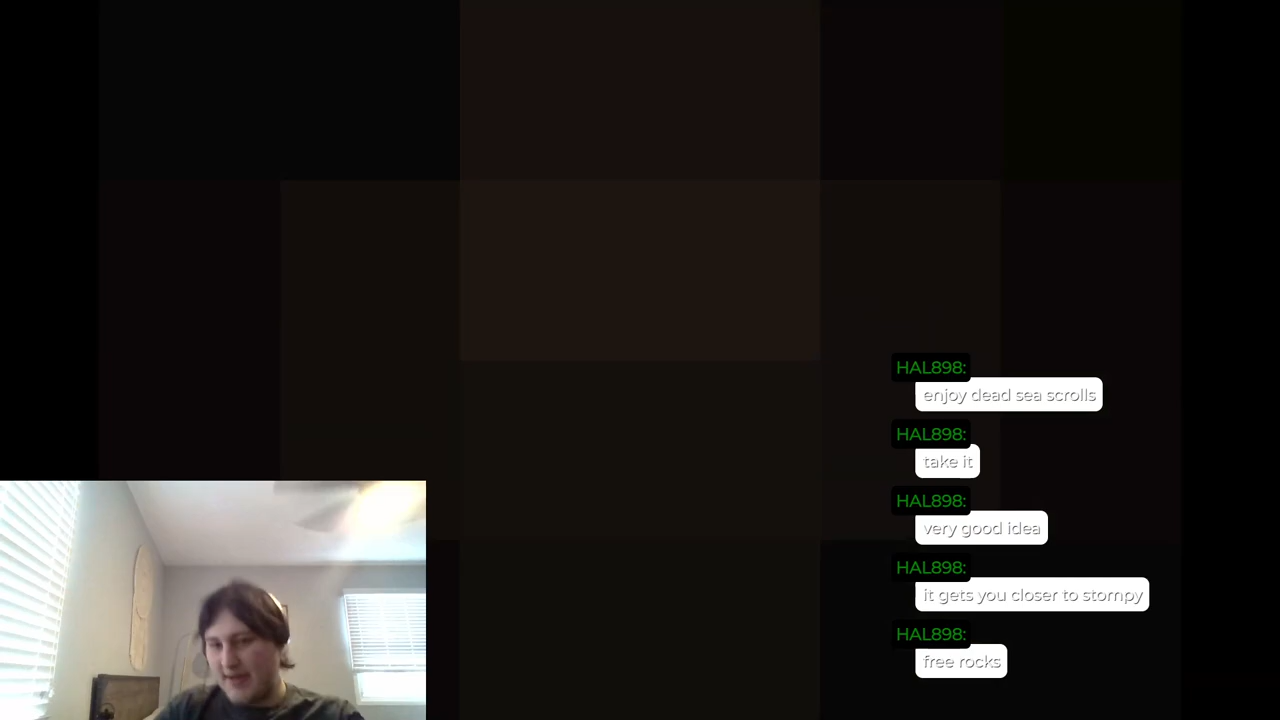 HAL898:
enjoy dead sea scrolls
HAL898:
take it
HAL898:
very good idea
HAL898:
it gets you closer to stompy
HAL898:
free rocks